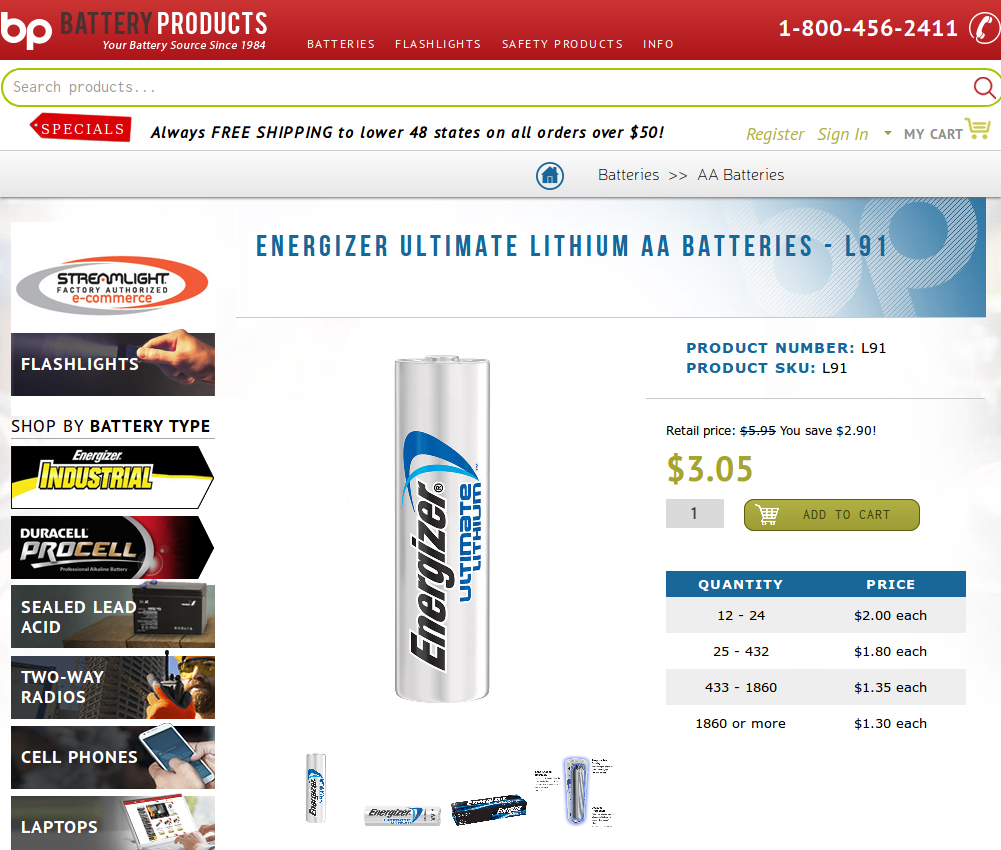 bp BATTERY PRODUCTS
Your Battery Source Since 1984
BATTERIES FLASHLIGHTS SAFETY PRODUCTS INFO
1-800-456-2411
Search products...
SPECIALS
Always FREE SHIPPING to lower 48 states on all orders over $50!
Register Sign In MY CART
Batteries >> AA Batteries
bp
ENERGIZER ULTIMATE LITHIUM AA BATTERIES - L91
STREAMLIGHT
FACTORY AUTHORIZED
e-commerce
FLASHLIGHTS
SHOP BY BATTERY TYPE
Energizer
INDUSTRIAL
DURACELL
PROCELL
Professional Alkaline Battery
SEALED LEAD
ACID
TWO-WAY
RADIOS
CELL PHONES
LAPTOPS
Energizer®
ULTIMATE
LITHIUM™
Energizer
Energizer
ULTIMATE LITHIUM
AA
Energizer
Energizer
PRODUCT NUMBER: L91
PRODUCT SKU: L91
Retail price: $5.95 You save $2.90!
$3.05
1 ADD TO CART
QUANTITY PRICE
12 - 24 $2.00 each
25 - 432 $1.80 each
433 - 1860 $1.35 each
1860 or more $1.30 each